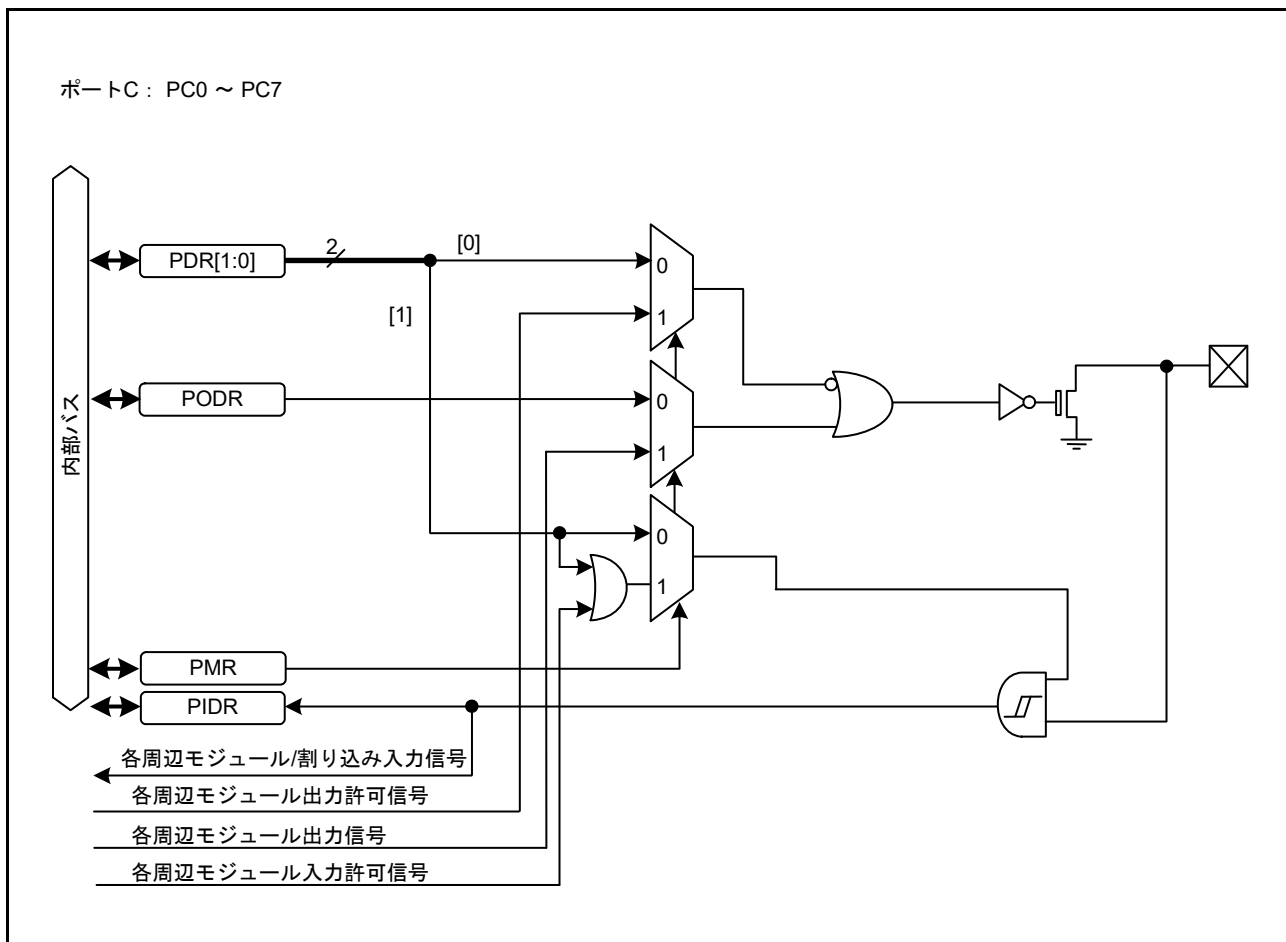 ポートC： PC0 ～ PC7
PDR[1:0]
2
[0]
[1]
0
1
PODR
0
1
内部バス
0
1
PMR
PIDR
各周辺モジュール/割り込み入力信号
各周辺モジュール出力許可信号
各周辺モジュール出力信号
各周辺モジュール入力許可信号